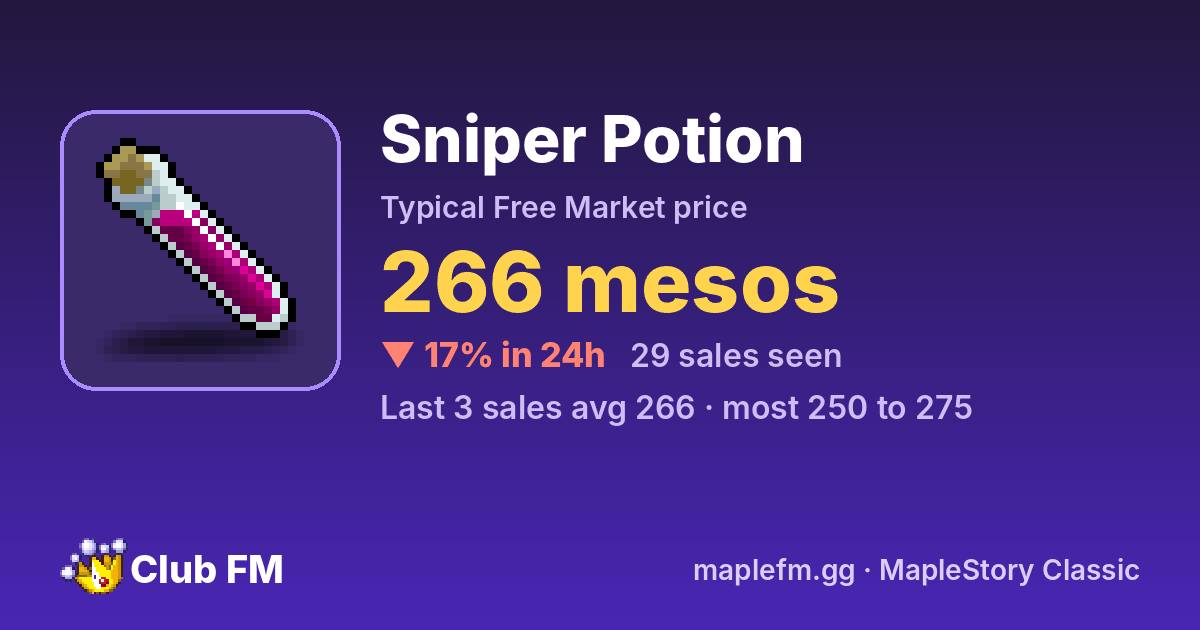 Sniper Potion
Typical Free Market price
266 mesos
▼ 17% in 24h 29 sales seen
Last 3 sales avg 266 · most 250 to 275
Club FM
maplefm.gg · MapleStory Classic